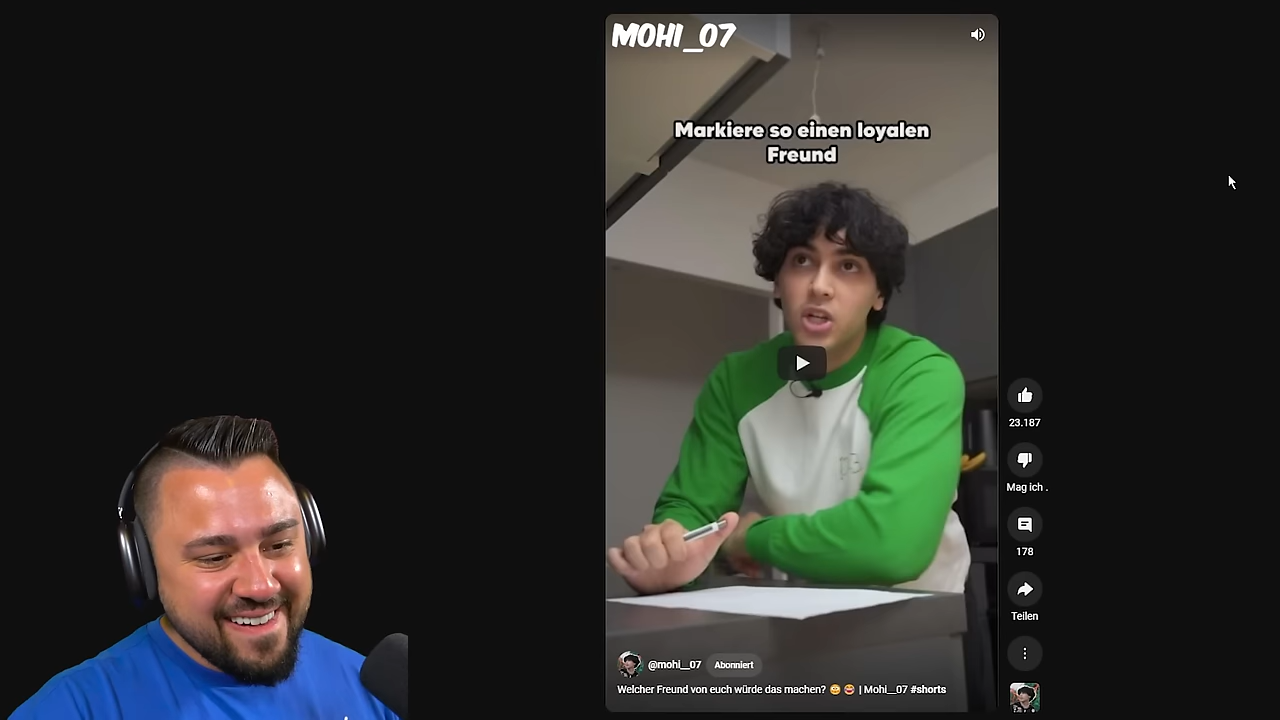 MOHI_07
Markiere so einen loyalen
Freund
23.187
Mag ich .
178
Teilen
@mohi__07 Abonniert
Welcher Freund von euch würde das machen? 😳 😍 | Mohi__07 #shorts